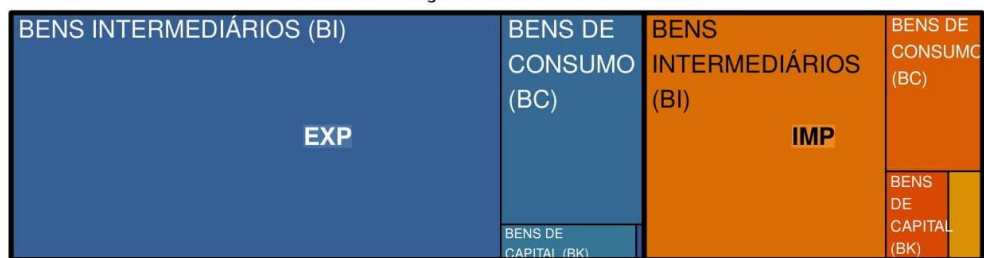 BENS INTERMEDIÁRIOS (BI)
EXP
BENS DE
CONSUMO
(BC)
BENS DE
CAPITAL (BK)
BENS
INTERMEDIÁRIOS
(BI)
IMP
BENS DE
CONSUMO
(BC)
BENS
DE
CAPITAL
(BK)